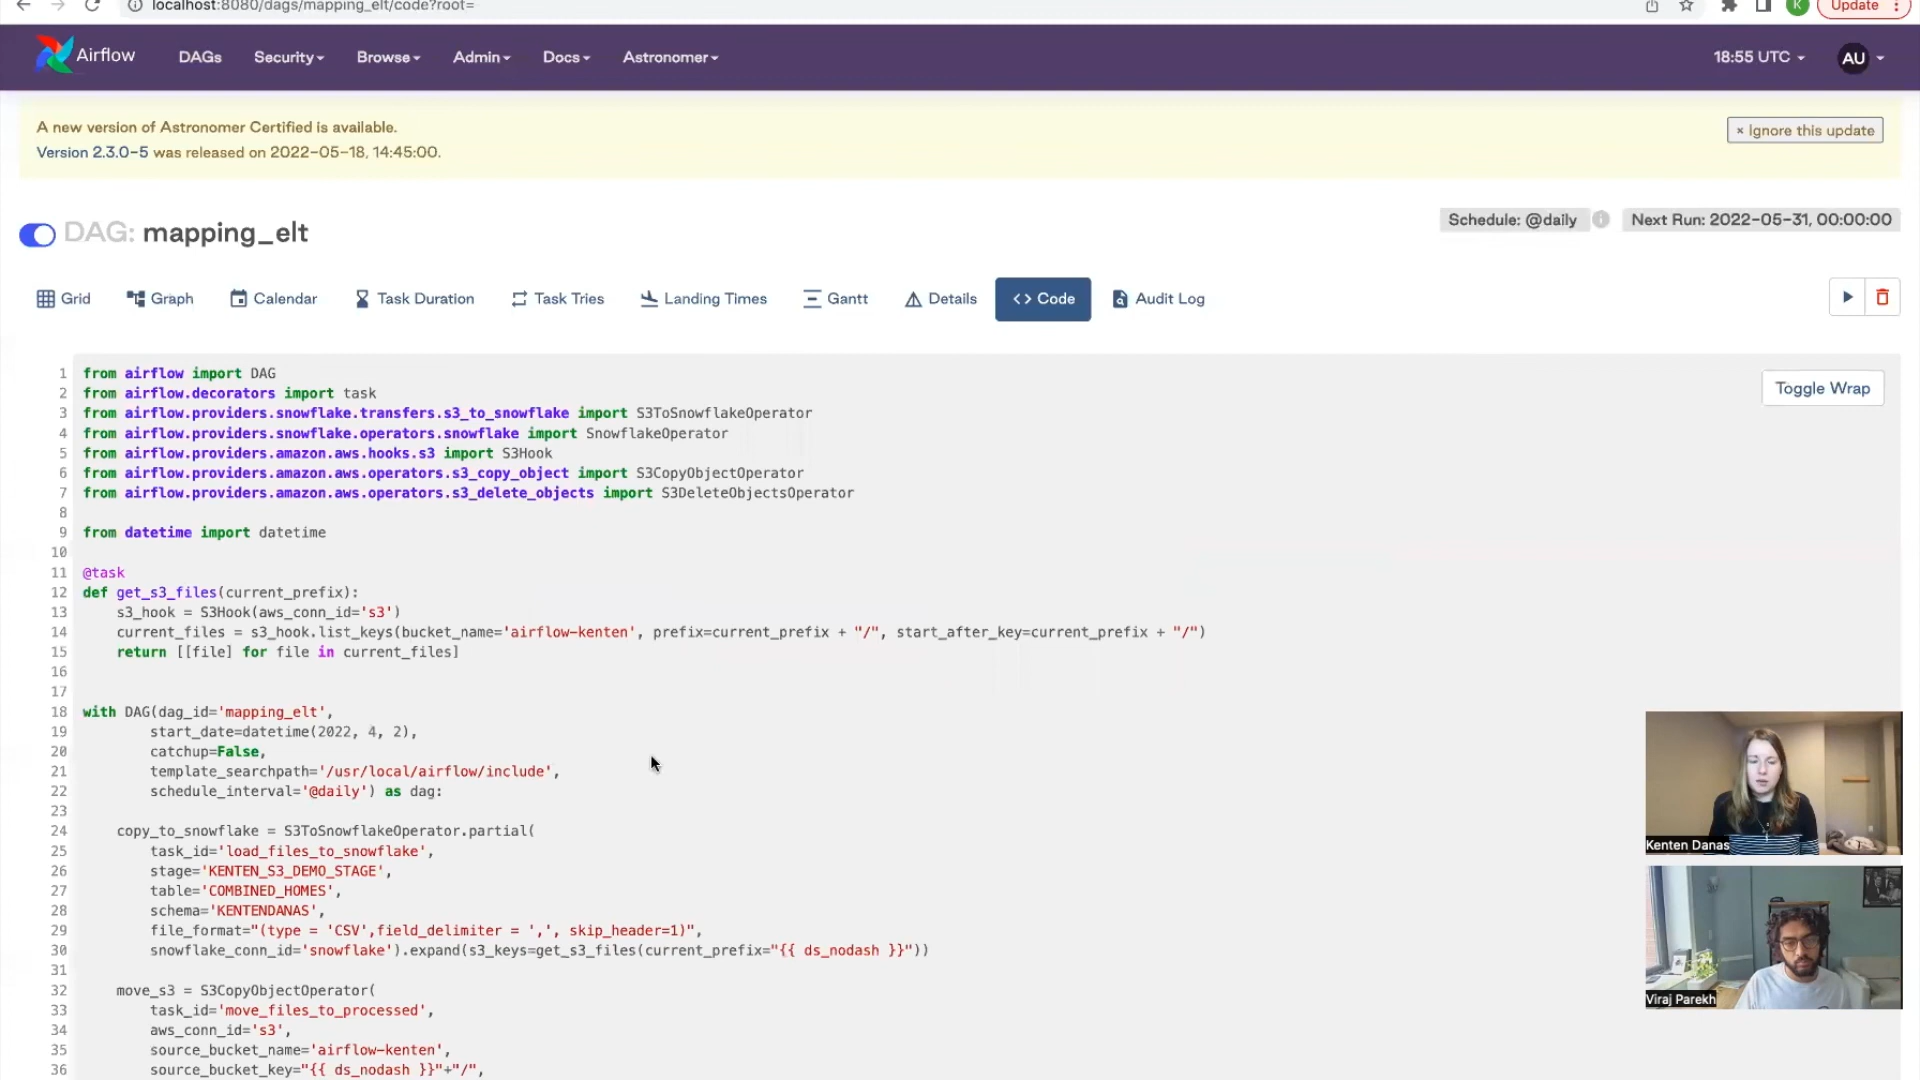 localhost:8080/dags/mapping_elt/code?root=
K
Update
Airflow
DAGs
Security
Browse
Admin
Docs
Astronomer
18:55 UTC
AU
A new version of Astronomer Certified is available.
Version 2.3.0-5 was released on 2022-05-18, 14:45:00.
× Ignore this update
DAG: mapping_elt
Schedule: @daily
Next Run: 2022-05-31, 00:00:00
Grid
Graph
Calendar
Task Duration
Task Tries
Landing Times
Gantt
Details
<> Code
Audit Log
Toggle Wrap
1 from airflow import DAG
2 from airflow.decorators import task
3 from airflow.providers.snowflake.transfers.s3_to_snowflake import S3ToSnowflakeOperator
4 from airflow.providers.snowflake.operators.snowflake import SnowflakeOperator
5 from airflow.providers.amazon.aws.hooks.s3 import S3Hook
6 from airflow.providers.amazon.aws.operators.s3_copy_object import S3CopyObjectOperator
7 from airflow.providers.amazon.aws.operators.s3_delete_objects import S3DeleteObjectsOperator
8
9 from datetime import datetime
10
11 @task
12 def get_s3_files(current_prefix):
13     s3_hook = S3Hook(aws_conn_id='s3')
14     current_files = s3_hook.list_keys(bucket_name='airflow-kenten', prefix=current_prefix + "/", start_after_key=current_prefix + "/")
15     return [[file] for file in current_files]
16
17
18 with DAG(dag_id='mapping_elt',
19         start_date=datetime(2022, 4, 2),
20         catchup=False,
21         template_searchpath='/usr/local/airflow/include',
22         schedule_interval='@daily') as dag:
23
24     copy_to_snowflake = S3ToSnowflakeOperator.partial(
25         task_id='load_files_to_snowflake',
26         stage='KENTEN_S3_DEMO_STAGE',
27         table='COMBINED_HOMES',
28         schema='KENTENDANAS',
29         file_format="(type = 'CSV',field_delimiter = ',', skip_header=1)",
30         snowflake_conn_id='snowflake').expand(s3_keys=get_s3_files(current_prefix="{{ ds_nodash }}"))
31
32     move_s3 = S3CopyObjectOperator(
33         task_id='move_files_to_processed',
34         aws_conn_id='s3',
35         source_bucket_name='airflow-kenten',
36         source_bucket_key="{{ ds_nodash }}"+"/",
Kenten Danas
Viraj Parekh